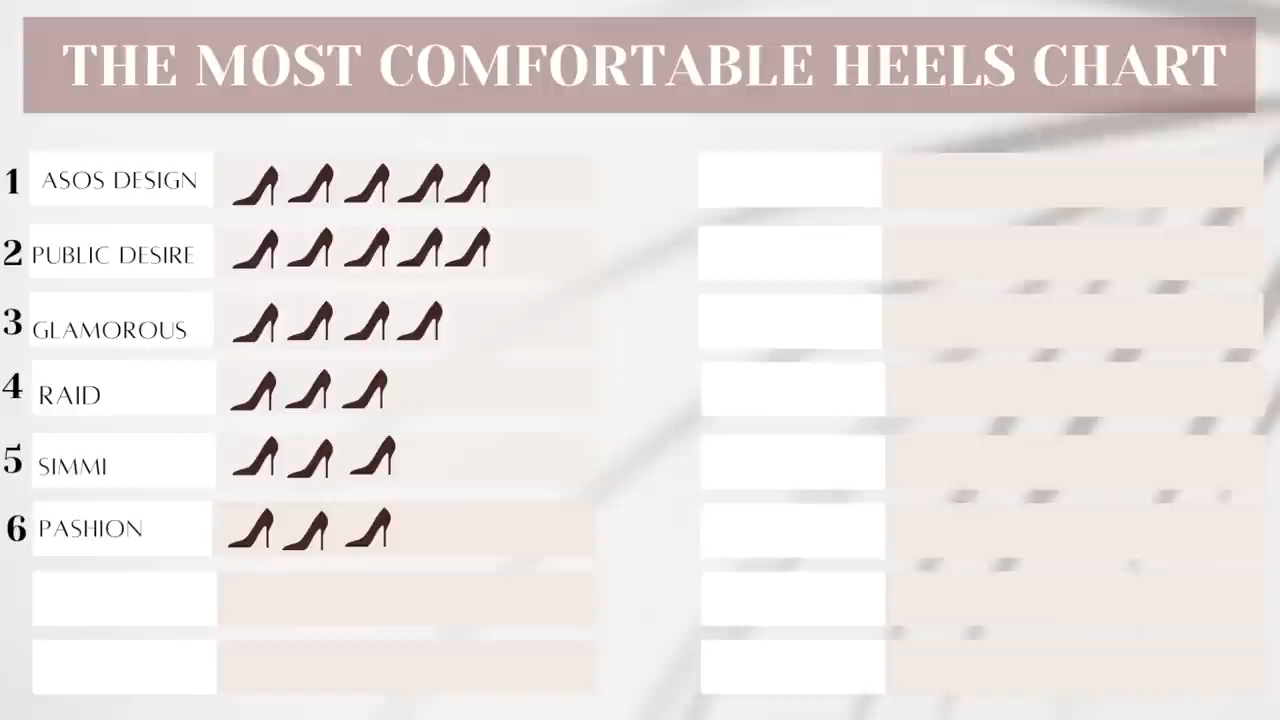 THE MOST COMFORTABLE HEELS CHART
1 ASOS DESIGN
2 PUBLIC DESIRE
3 GLAMOROUS
4 RAID
5 SIMMI
6 PASHION